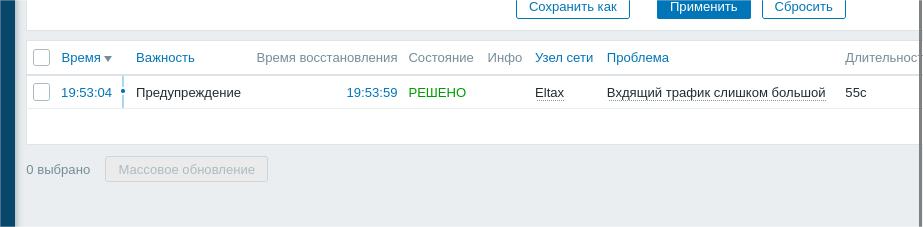 Сохранить как Применить Сбросить
Время Важность Время восстановления Состояние Инфо Узел сети Проблема Длительност
19:53:04 Предупреждение 19:53:59 РЕШЕНО Eltax Вхдящий трафик слишком большой 55с
0 выбрано Массовое обновление